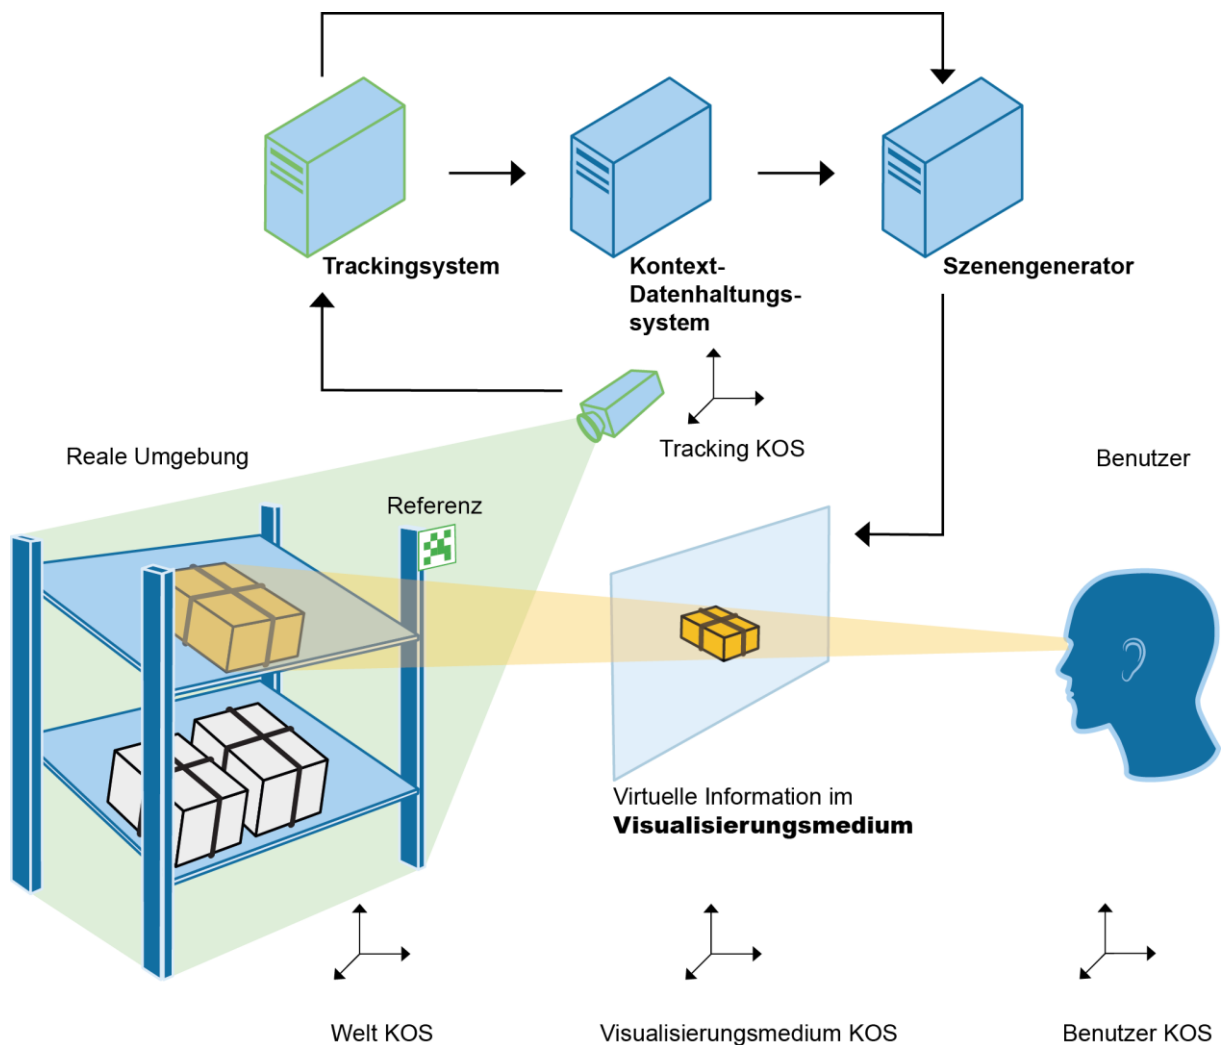 Trackingsystem
Kontext-
Datenhaltungs-
system
Szenengenerator
Tracking KOS
Reale Umgebung
Benutzer
Referenz
Virtuelle Information im
Visualisierungsmedium
Welt KOS
Visualisierungsmedium KOS
Benutzer KOS